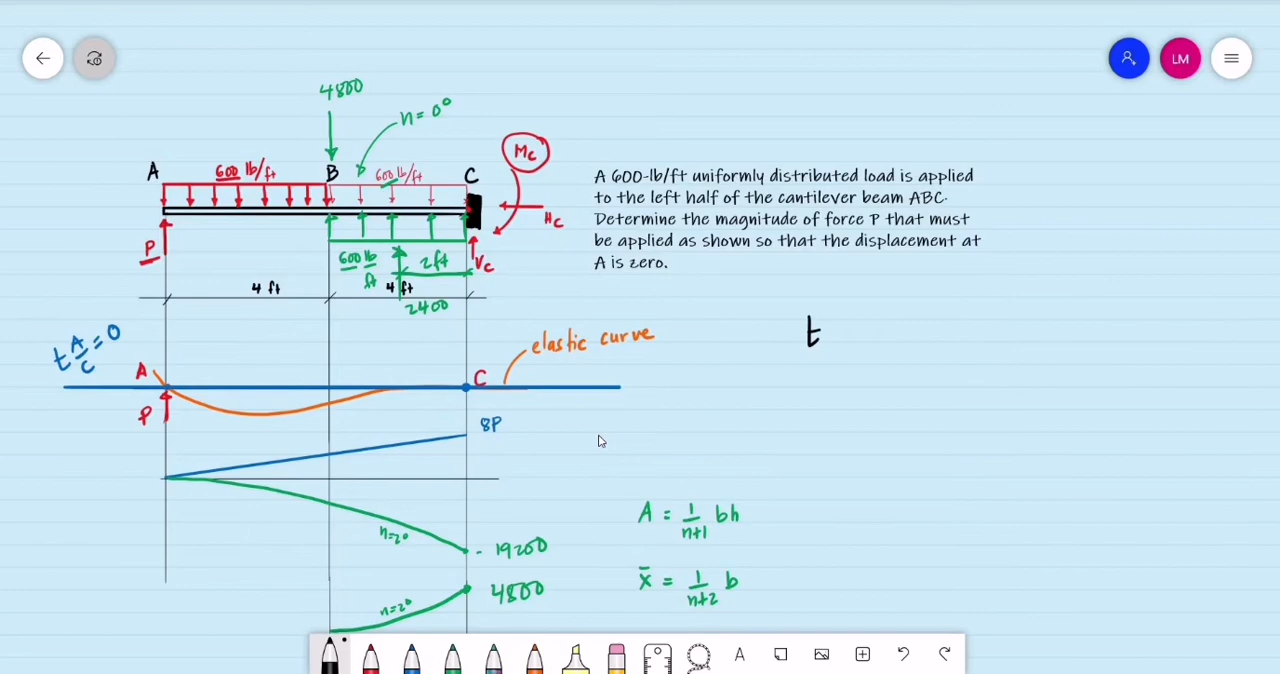 LM
4800
n=0°
A
600 lb/ft
B
600 lb/ft
C
Mc
Hc
P
600 lb/ft
2ft
Vc
4 ft
4 ft
2400
A 600-lb/ft uniformly distributed load is applied
to the left half of the cantilever beam ABC.
Determine the magnitude of force P that must
be applied as shown so that the displacement at
A is zero.
t
t A/C = 0
elastic curve
A
C
P
8P
n=2°
- 19200
n=2°
4800
A = 1/n+1 bh
x̄ = 1/n+2 b
A